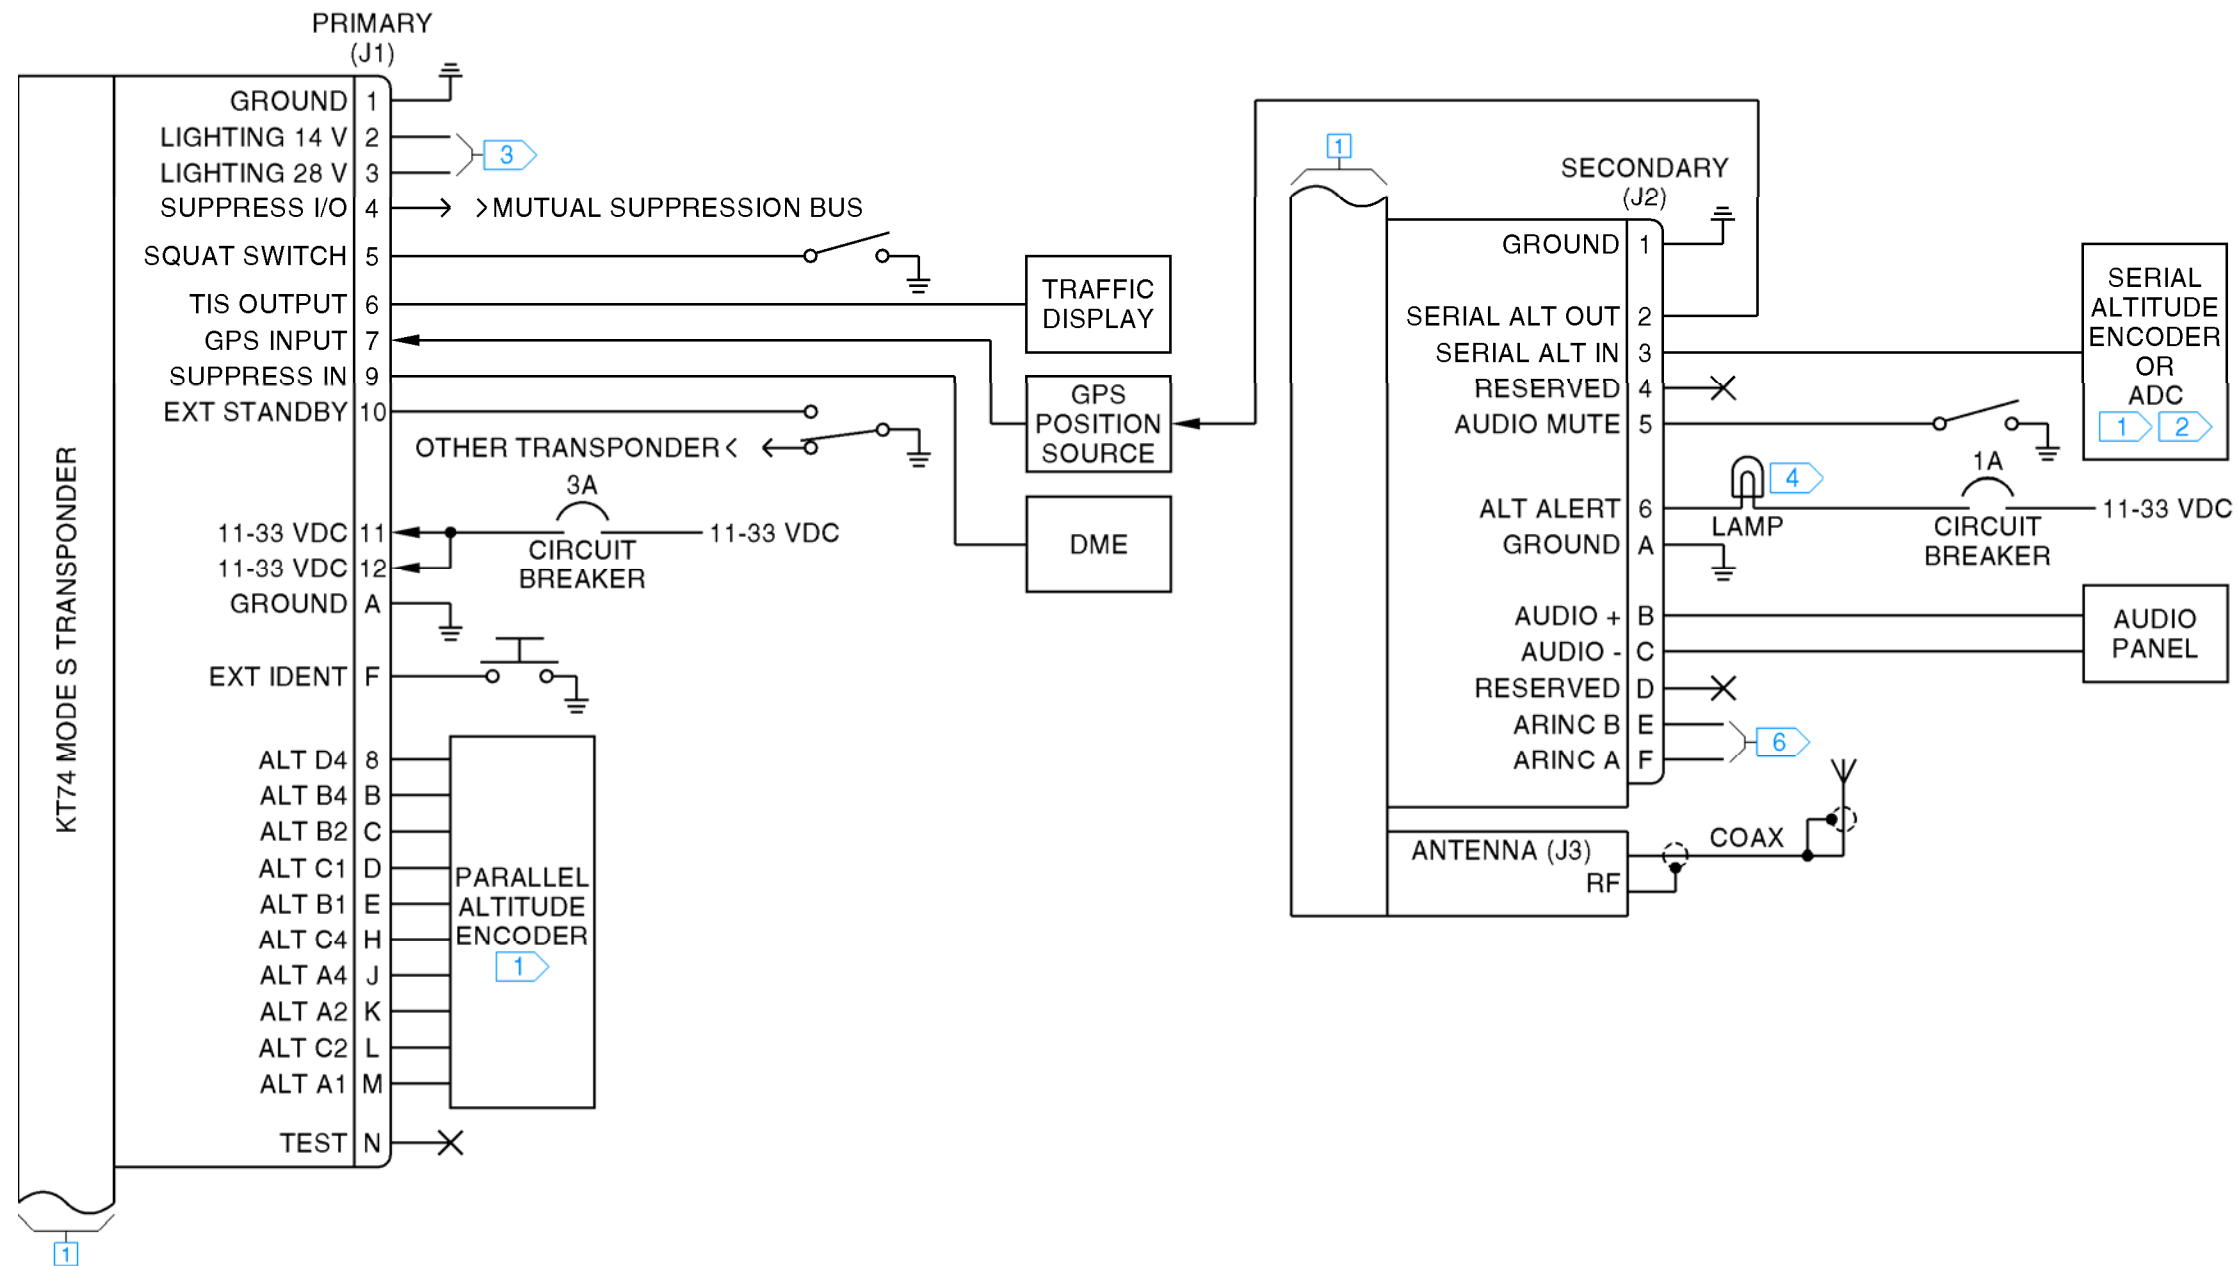 PRIMARY
(J1)
KT74 MODE S TRANSPONDER
GROUND 1
LIGHTING 14 V 2
LIGHTING 28 V 3
3
SUPPRESS I/O 4 >MUTUAL SUPPRESSION BUS
SQUAT SWITCH 5
TIS OUTPUT 6
TRAFFIC
DISPLAY
GPS INPUT 7
SUPPRESS IN 9
EXT STANDBY 10
GPS
POSITION
SOURCE
OTHER TRANSPONDER<
3A
11-33 VDC 11
CIRCUIT
BREAKER
11-33 VDC
11-33 VDC 12
DME
GROUND A
EXT IDENT F
ALT D4 8
ALT B4 B
ALT B2 C
ALT C1 D
ALT B1 E
ALT C4 H
ALT A4 J
ALT A2 K
ALT C2 L
ALT A1 M
PARALLEL
ALTITUDE
ENCODER
1
TEST N
1
1
SECONDARY
(J2)
GROUND 1
SERIAL ALT OUT 2
SERIAL ALT IN 3
RESERVED 4
AUDIO MUTE 5
SERIAL
ALTITUDE
ENCODER
OR
ADC
1 2
ALT ALERT 6
LAMP
4
1A
CIRCUIT
BREAKER
11-33 VDC
GROUND A
AUDIO + B
AUDIO - C
AUDIO
PANEL
RESERVED D
ARINC B E
ARINC A F
6
ANTENNA (J3)
RF
COAX